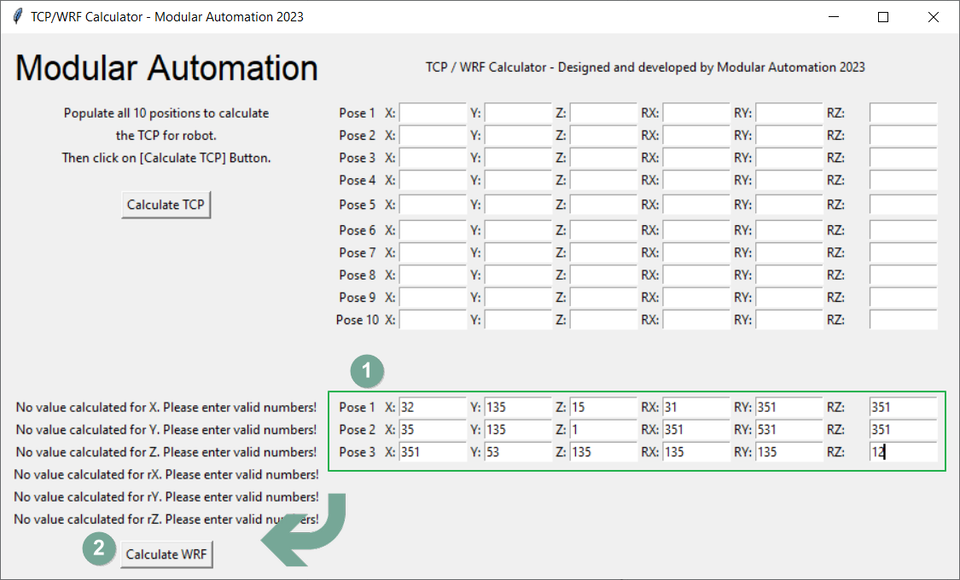 TCP/WRF Calculator - Modular Automation 2023
Modular Automation
TCP / WRF Calculator - Designed and developed by Modular Automation 2023
Populate all 10 positions to calculate
the TCP for robot.
Then click on [Calculate TCP] Button.
Calculate TCP
Pose 1 X: Y: Z: RX: RY: RZ:
Pose 2 X: Y: Z: RX: RY: RZ:
Pose 3 X: Y: Z: RX: RY: RZ:
Pose 4 X: Y: Z: RX: RY: RZ:
Pose 5 X: Y: Z: RX: RY: RZ:
Pose 6 X: Y: Z: RX: RY: RZ:
Pose 7 X: Y: Z: RX: RY: RZ:
Pose 8 X: Y: Z: RX: RY: RZ:
Pose 9 X: Y: Z: RX: RY: RZ:
Pose 10 X: Y: Z: RX: RY: RZ:
1
No value calculated for X. Please enter valid numbers!
No value calculated for Y. Please enter valid numbers!
No value calculated for Z. Please enter valid numbers!
No value calculated for rX. Please enter valid numbers!
No value calculated for rY. Please enter valid numbers!
No value calculated for rZ. Please enter valid numbers!
Pose 1 X: 32 Y: 135 Z: 15 RX: 31 RY: 351 RZ: 351
Pose 2 X: 35 Y: 135 Z: 1 RX: 351 RY: 531 RZ: 351
Pose 3 X: 351 Y: 53 Z: 135 RX: 135 RY: 135 RZ: 12
2
Calculate WRF